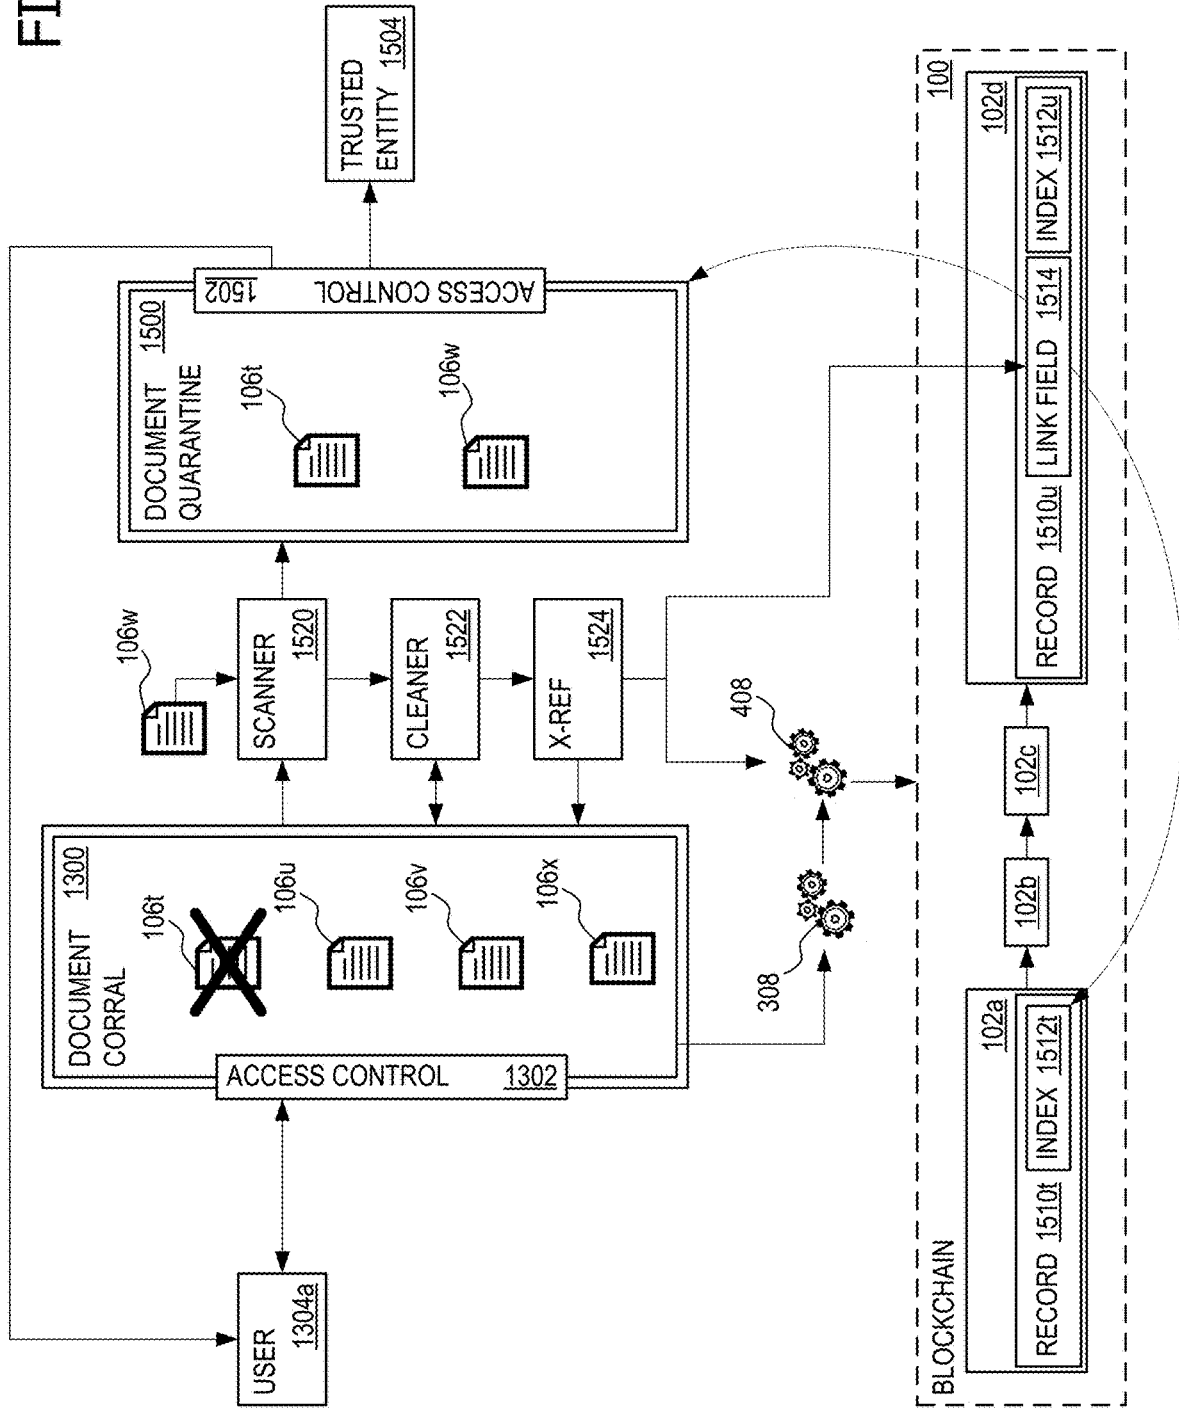 FI
USER
1304a
DOCUMENT
CORRAL
1300
ACCESS CONTROL 1302
106t
106u
106v
106x
106w
SCANNER
1520
CLEANER
1522
X-REF
1524
DOCUMENT
QUARANTINE
1500
106t
106w
ACCESS CONTROL 1502
TRUSTED
ENTITY 1504
308
408
BLOCKCHAIN
100
102a
RECORD 1510t
INDEX 1512t
102b
102c
102d
RECORD 1510u
LINK FIELD 1514
INDEX 1512u